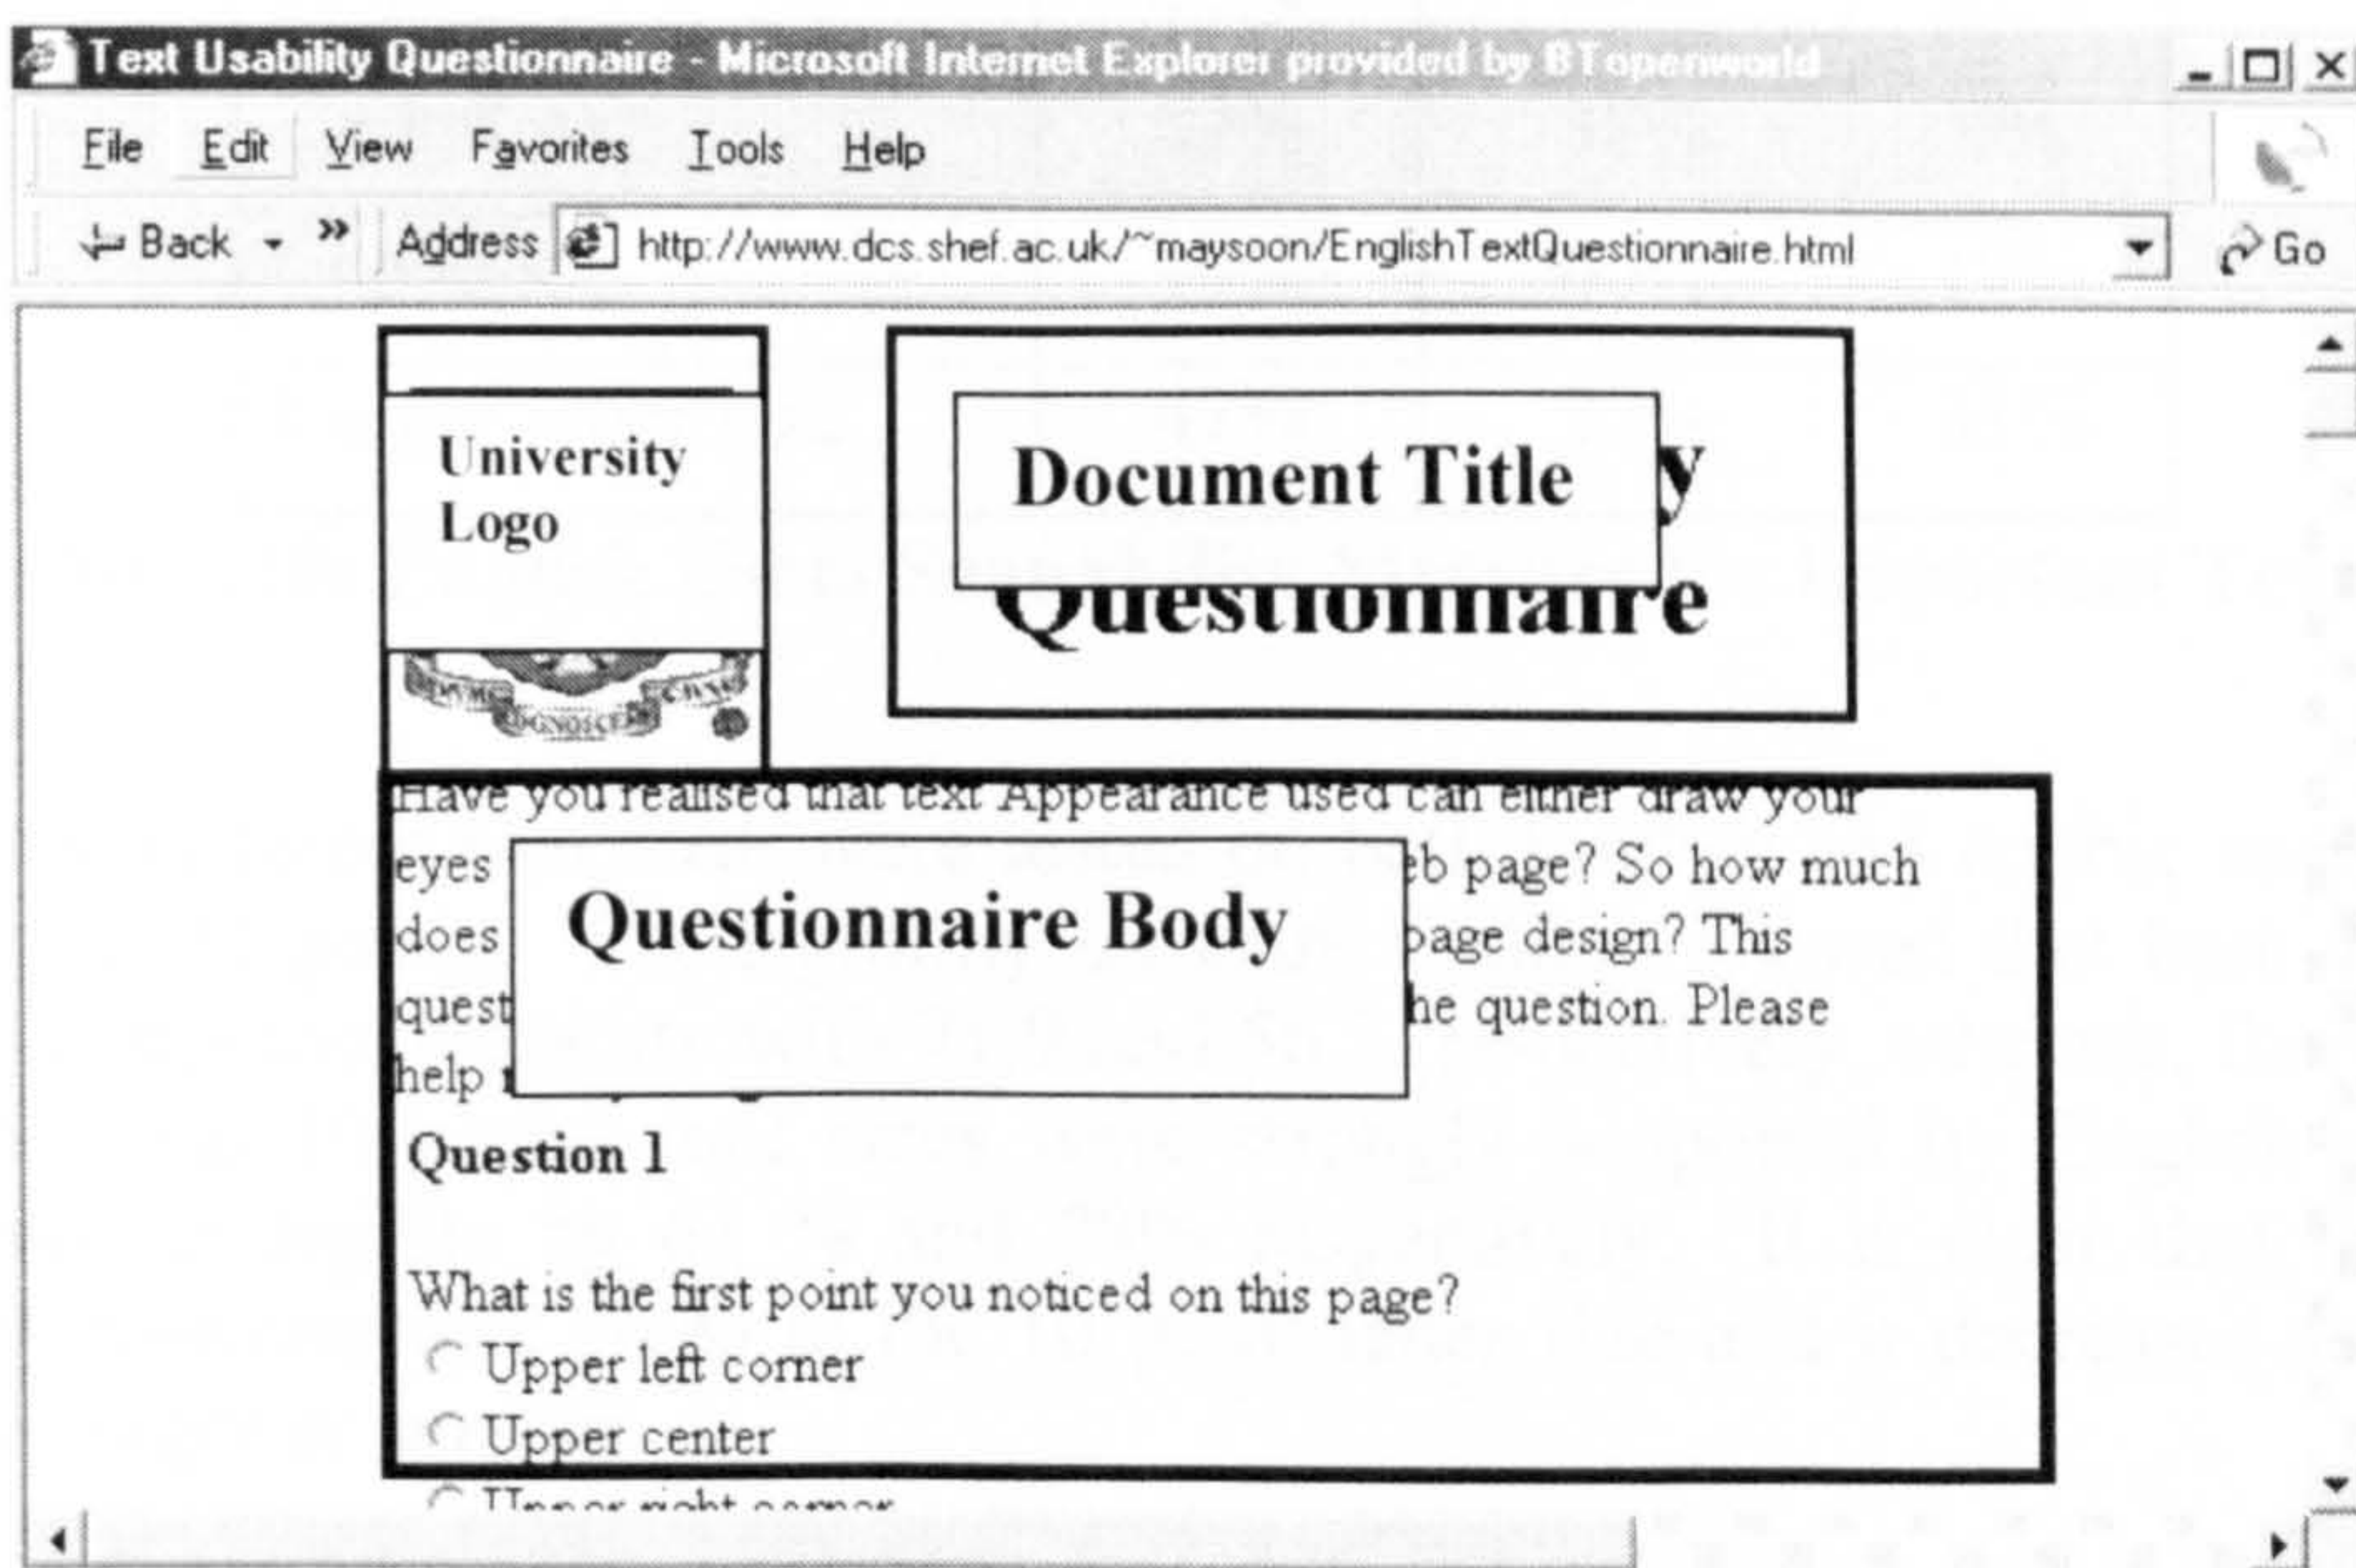 Text Usability Questionnaire - Microsoft Internet Explorer provided by BTopenworld
File Edit View Favorites Tools Help
Back » Address http://www.dcs.shef.ac.uk/~maysoon/EnglishTextQuestionnaire.html Go
University
Logo
Document Title y
Questionnaire
Have you realised that text Appearance used can either draw your
eyes eb page? So how much
does page design? This
Questionnaire Body
quest he question. Please
help
Question 1
What is the first point you noticed on this page?
Upper left corner
Upper center
Upper right corner